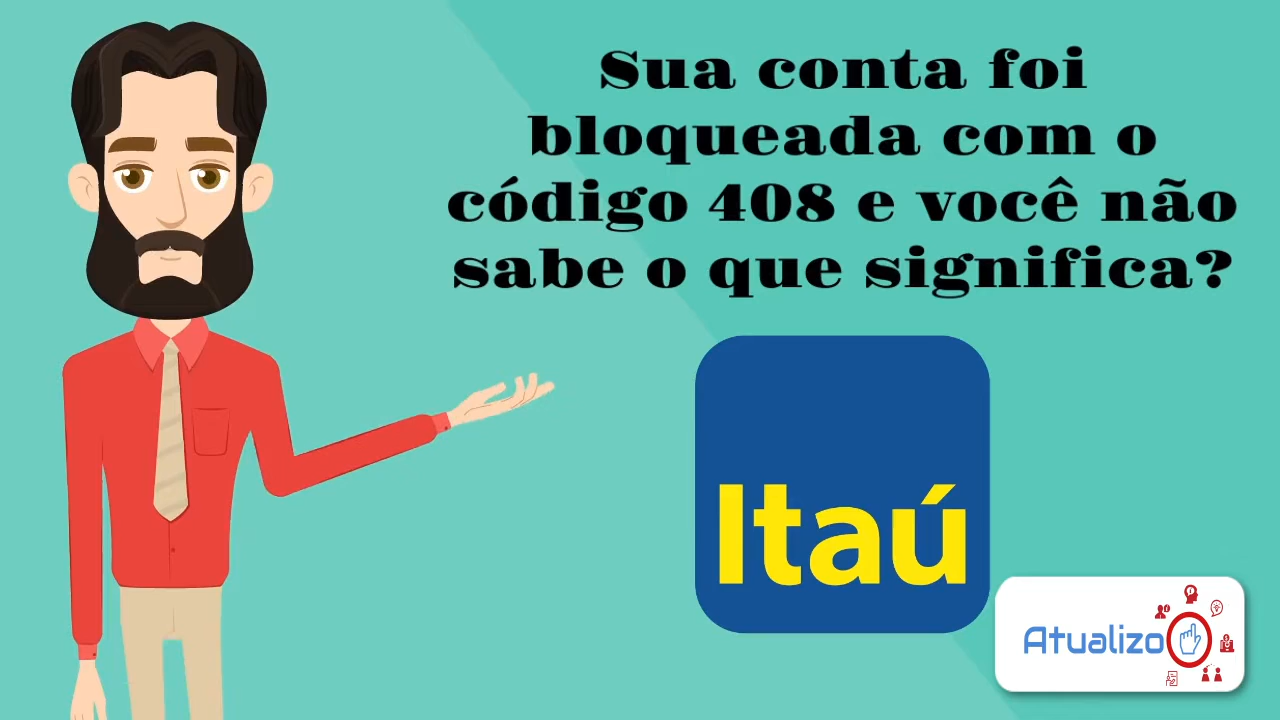 Sua conta foi
bloqueada com o
código 408 e você não
sabe o que significa?
Itaú
Atualizo